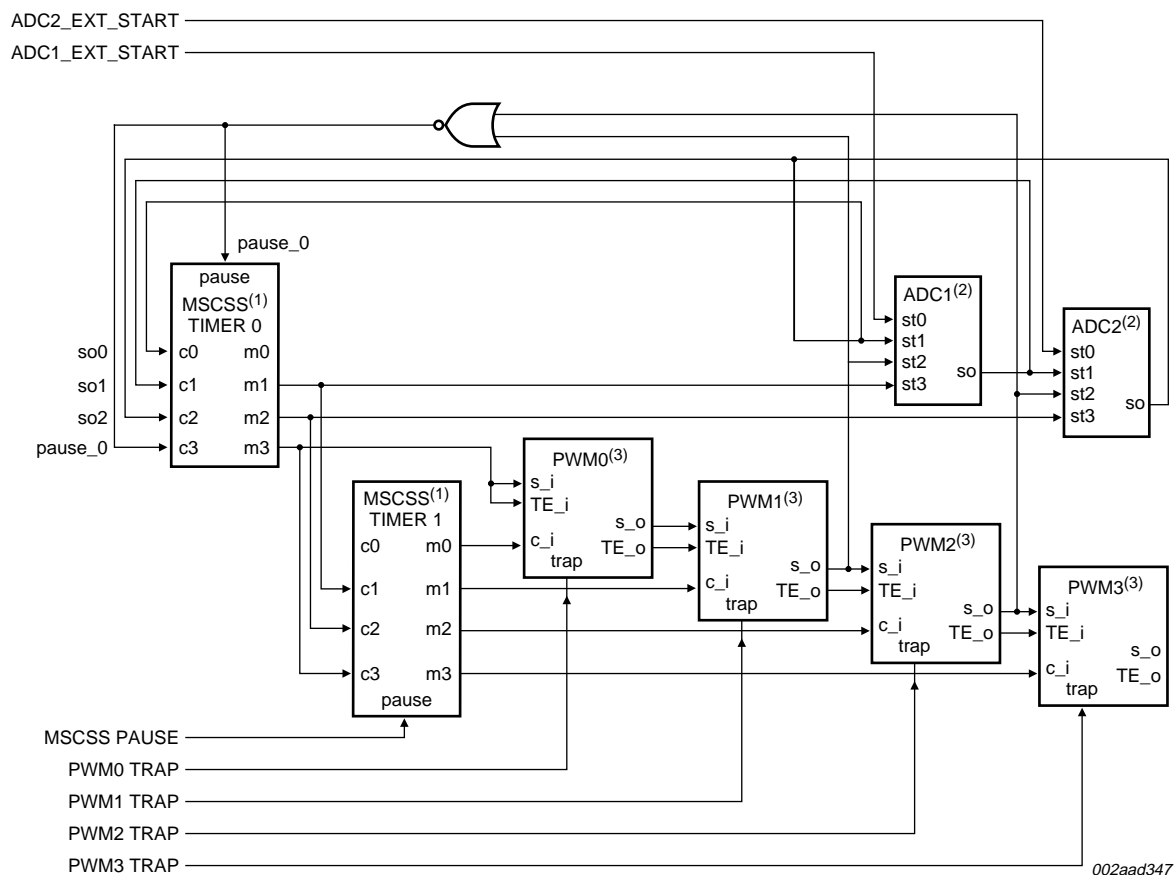 ADC2_EXT_START
ADC1_EXT_START
pause_0
pause
MSCSS(1)
TIMER 0
so0
so1
so2
pause_0
c0
c1
c2
c3
m0
m1
m2
m3
ADC1(2)
st0
st1
st2
st3
so
ADC2(2)
st0
st1
st2
st3
so
MSCSS(1)
TIMER 1
c0
c1
c2
c3
m0
m1
m2
m3
pause
PWM0(3)
s_i
TE_i
c_i
s_o
TE_o
trap
PWM1(3)
s_i
TE_i
c_i
s_o
TE_o
trap
PWM2(3)
s_i
TE_i
c_i
s_o
TE_o
trap
PWM3(3)
s_i
TE_i
c_i
s_o
TE_o
trap
MSCSS PAUSE
PWM0 TRAP
PWM1 TRAP
PWM2 TRAP
PWM3 TRAP
002aad347